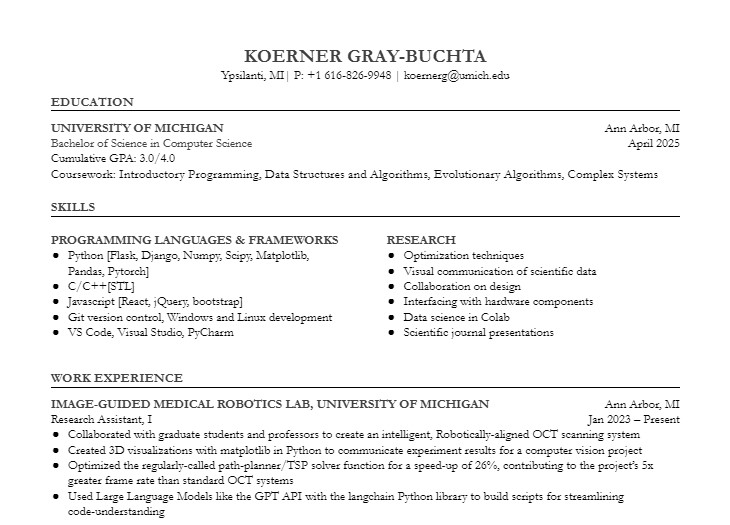 KOERNER GRAY-BUCHTA
Ypsilanti, MI| P: +1 616-826-9948 | koernerg@umich.edu
EDUCATION
UNIVERSITY OF MICHIGAN Ann Arbor, MI
Bachelor of Science in Computer Science April 2025
Cumulative GPA: 3.0/4.0
Coursework: Introductory Programming, Data Structures and Algorithms, Evolutionary Algorithms, Complex Systems
SKILLS
PROGRAMMING LANGUAGES & FRAMEWORKS
● Python [Flask, Django, Numpy, Scipy, Matplotlib,
Pandas, Pytorch]
● C/C++[STL]
● Javascript [React, jQuery, bootstrap]
● Git version control, Windows and Linux development
● VS Code, Visual Studio, PyCharm
RESEARCH
● Optimization techniques
● Visual communication of scientific data
● Collaboration on design
● Interfacing with hardware components
● Data science in Colab
● Scientific journal presentations
WORK EXPERIENCE
IMAGE-GUIDED MEDICAL ROBOTICS LAB, UNIVERSITY OF MICHIGAN Ann Arbor, MI
Research Assistant, I Jan 2023 – Present
● Collaborated with graduate students and professors to create an intelligent, Robotically-aligned OCT scanning system
● Created 3D visualizations with matplotlib in Python to communicate experiment results for a computer vision project
● Optimized the regularly-called path-planner/TSP solver function for a speed-up of 26%, contributing to the project's 5x
greater frame rate than standard OCT systems
● Used Large Language Models like the GPT API with the langchain Python library to build scripts for streamlining
code-understanding